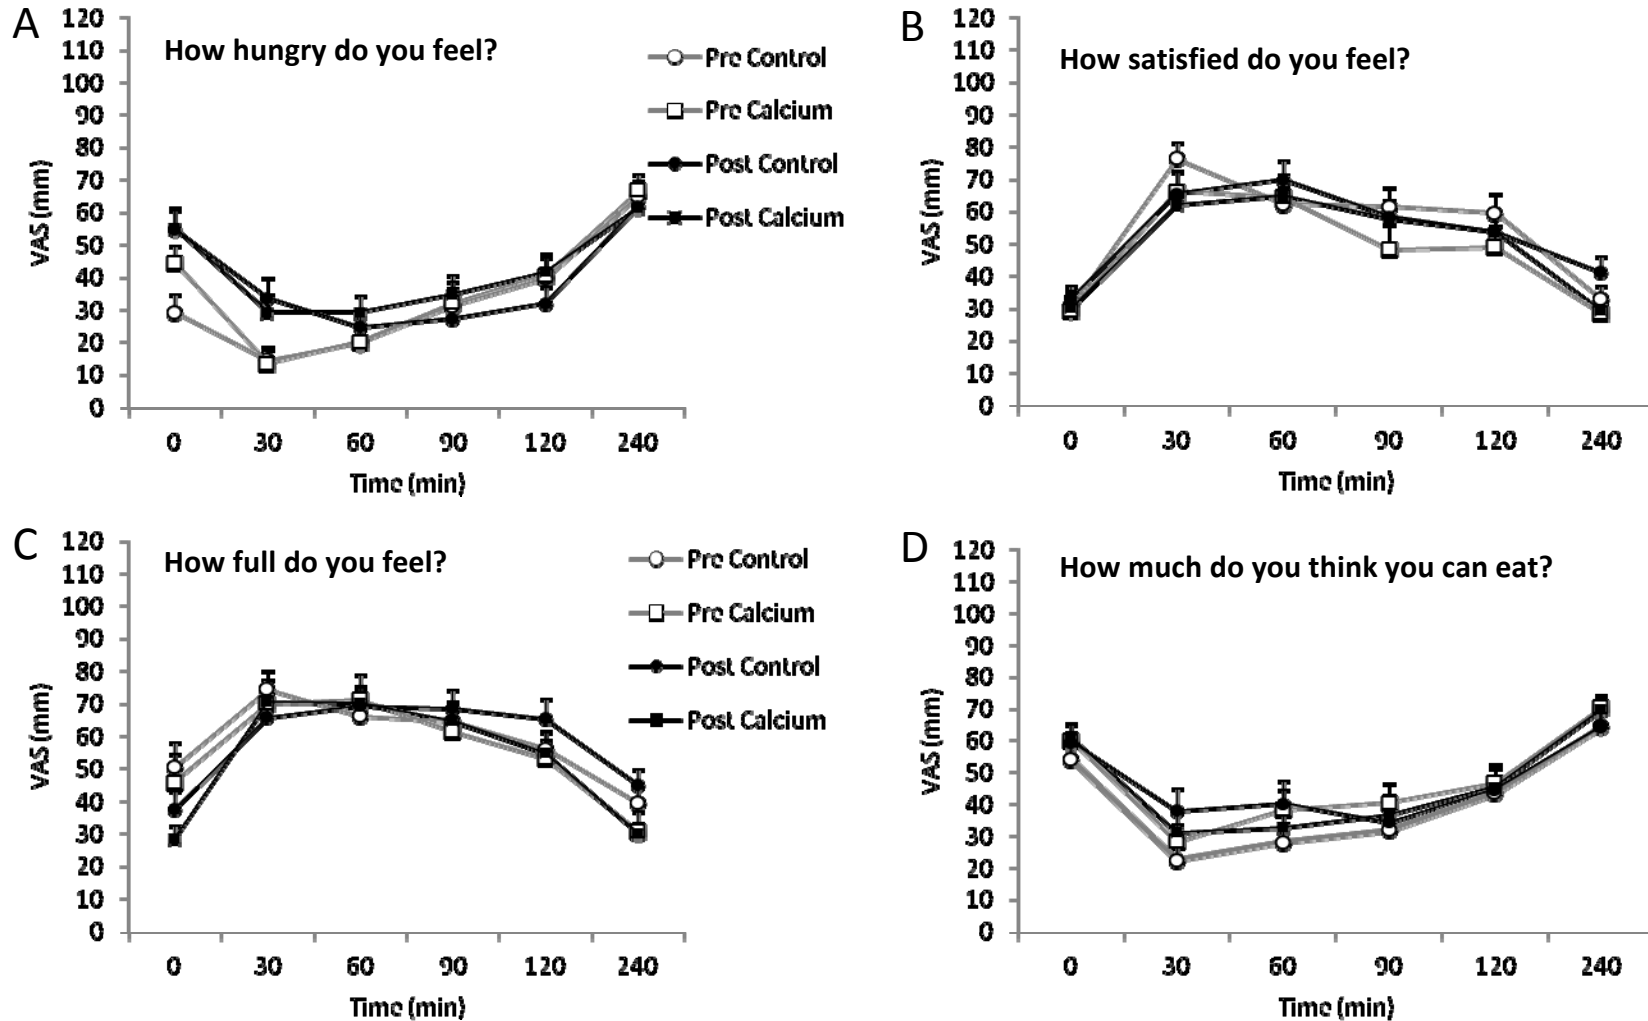 A
How hungry do you feel?
120
110
100
90
80
70
60
50
40
30
20
10
0
VAS (mm)
0 30 60 90 120 240
Time (min)
Pre Control
Pre Calcium
Post Control
Post Calcium
B
How satisfied do you feel?
120
110
100
90
80
70
60
50
40
30
20
10
0
VAS (mm)
0 30 60 90 120 240
Time (min)
C
How full do you feel?
120
110
100
90
80
70
60
50
40
30
20
10
0
VAS (mm)
0 30 60 90 120 240
Time (min)
Pre Control
Pre Calcium
Post Control
Post Calcium
D
How much do you think you can eat?
120
110
100
90
80
70
60
50
40
30
20
10
0
VAS (mm)
0 30 60 90 120 240
Time (min)